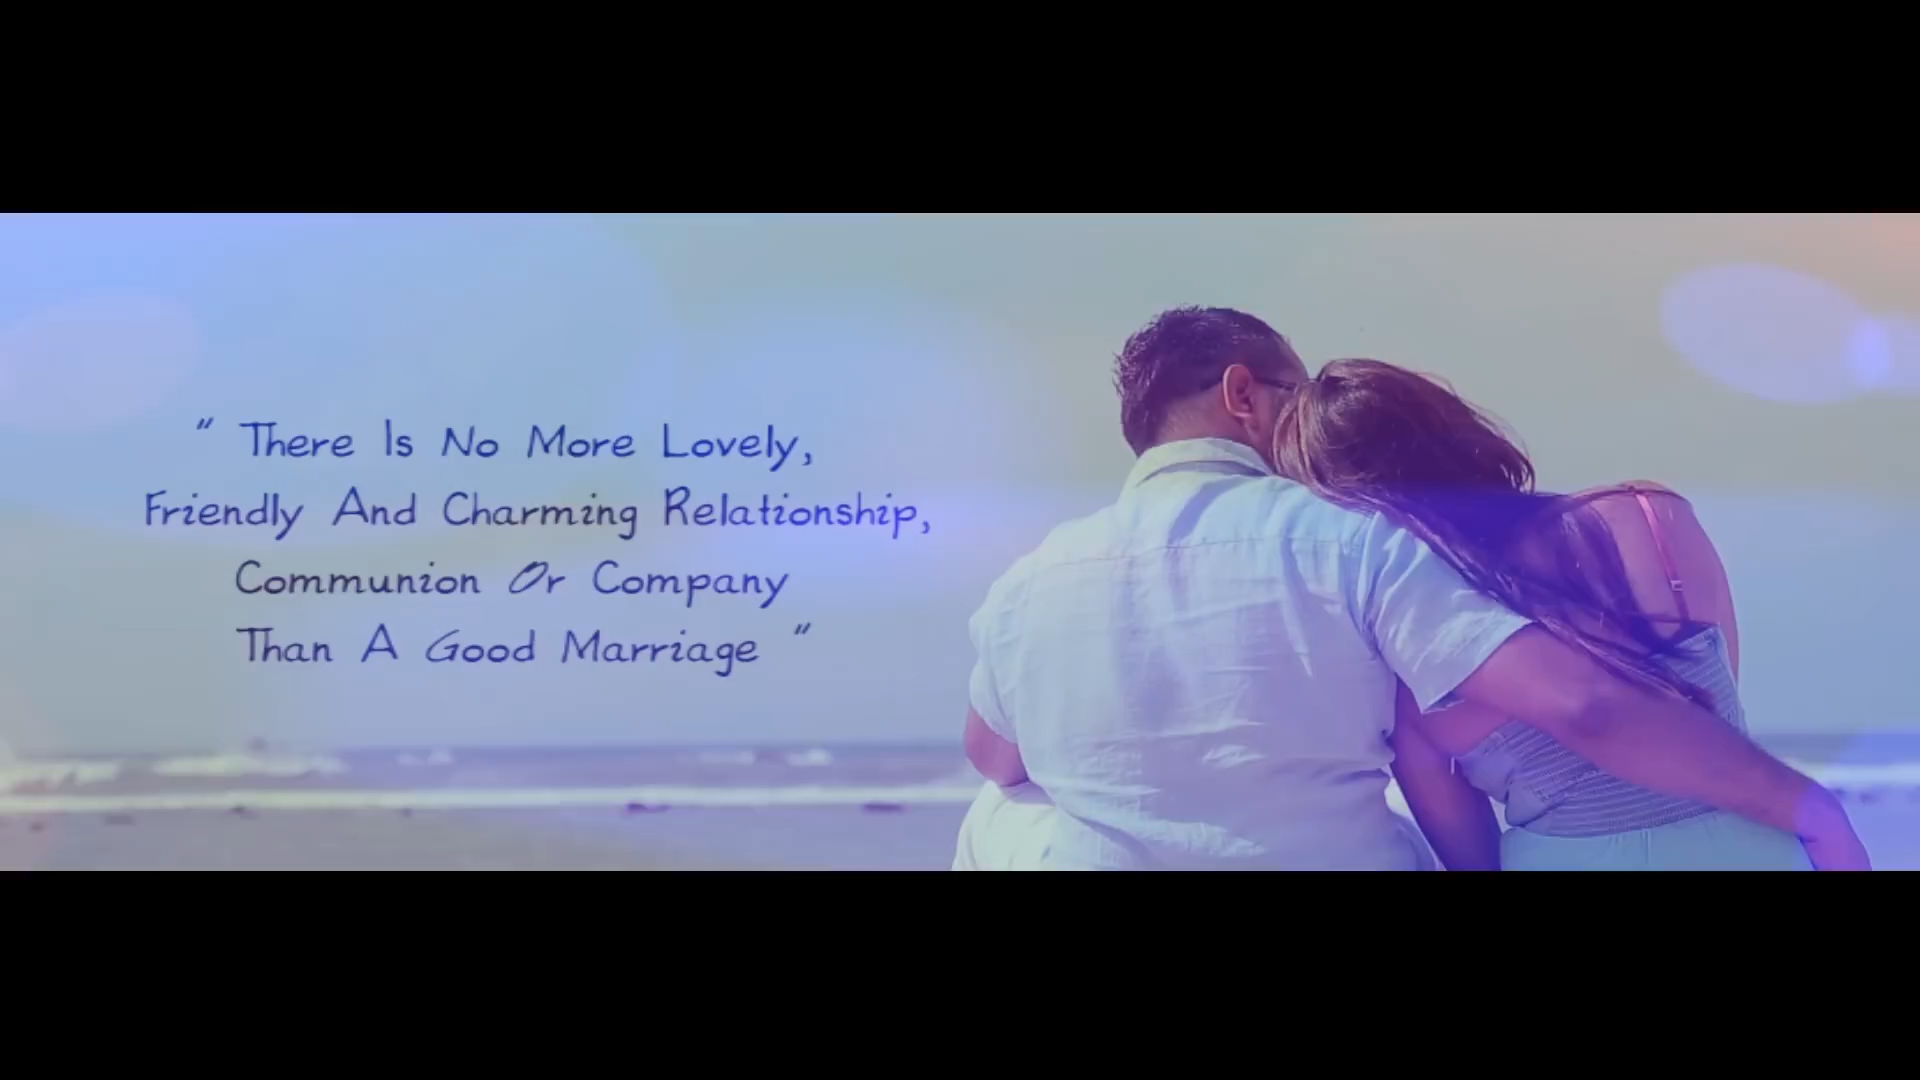 " There Is No More Lovely,
Friendly And Charming Relationship,
Communion Or Company
Than A Good Marriage "